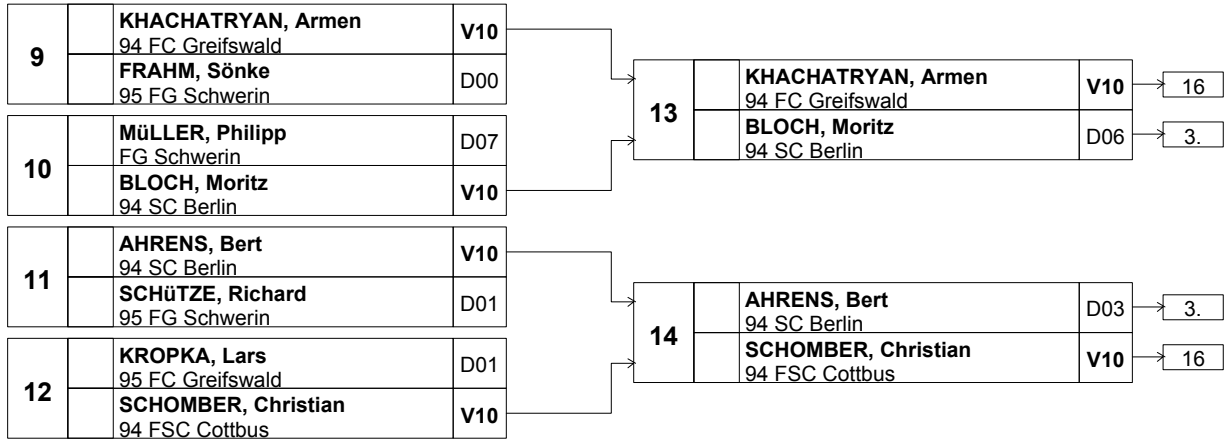 9
KHACHATRYAN, Armen
94 FC Greifswald
V10
FRAHM, Sönke
95 FG Schwerin
D00
10
MüLLER, Philipp
FG Schwerin
D07
BLOCH, Moritz
94 SC Berlin
V10
11
AHRENS, Bert
94 SC Berlin
V10
SCHüTZE, Richard
95 FG Schwerin
D01
12
KROPKA, Lars
95 FC Greifswald
D01
SCHOMBER, Christian
94 FSC Cottbus
V10
13
KHACHATRYAN, Armen
94 FC Greifswald
V10
16
BLOCH, Moritz
94 SC Berlin
D06
3.
14
AHRENS, Bert
94 SC Berlin
D03
3.
SCHOMBER, Christian
94 FSC Cottbus
V10
16